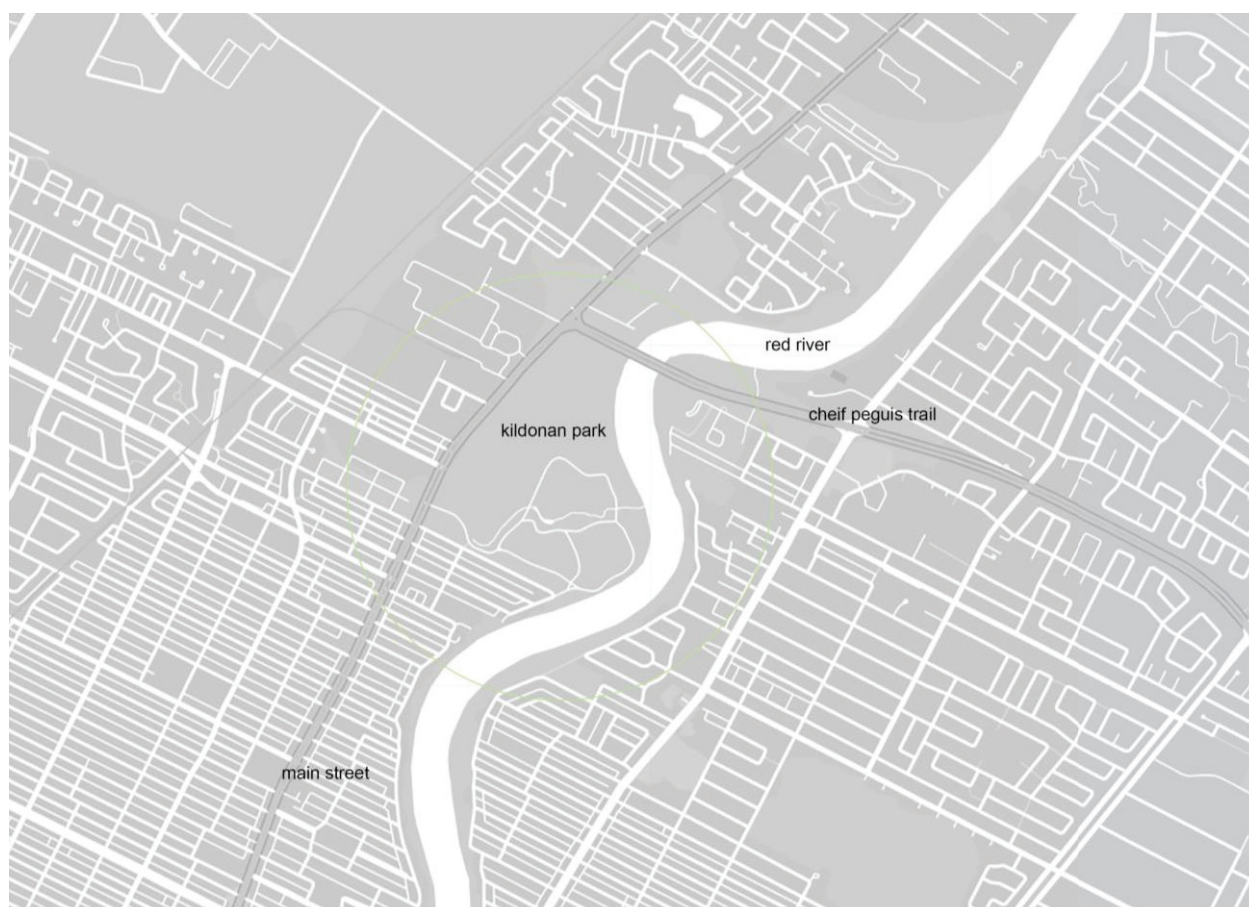 red river
cheif peguis trail
kildonan park
main street